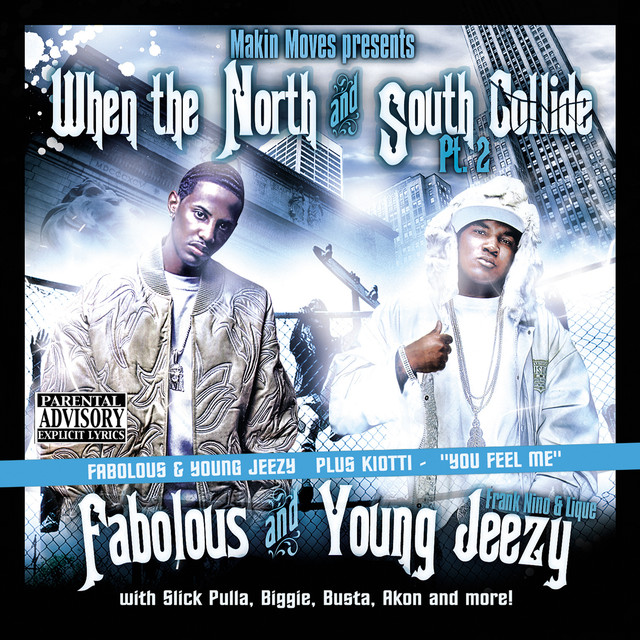 Makin Moves presents
When the North and South Collide
Pt. 2
PARENTAL
ADVISORY
EXPLICIT LYRICS
FABOLOUS & YOUNG JEEZY PLUS KIOTTI - "YOU FEEL ME"
Frank Nino & Lique
Fabolous and Young Jeezy
with Slick Pulla, Biggie, Busta, Akon and more!